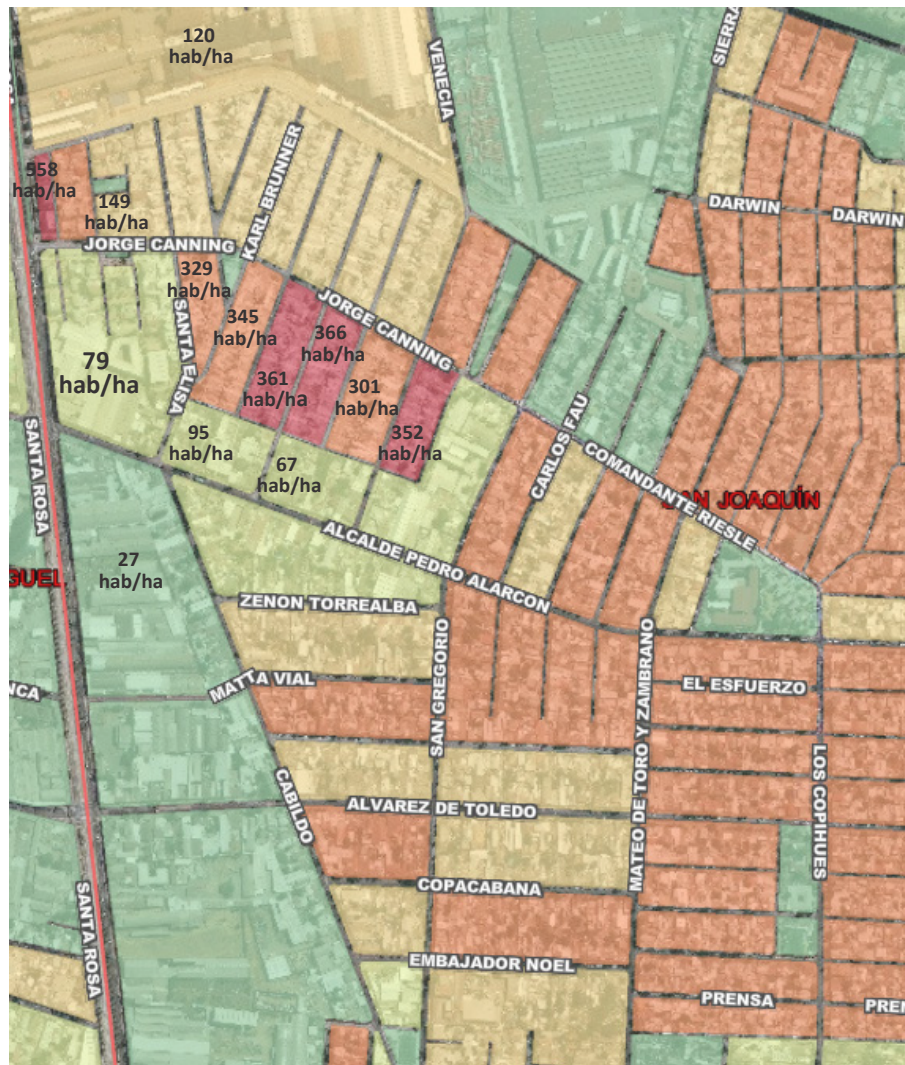 120
hab/ha
VENECIA
SIERRA
558
hab/ha
149
hab/ha
KARL BRUNNER
DARWIN
DARWIN
JORGE CANNING
329
hab/ha
SANTA ELISA
345
hab/ha
JORGE CANNING
366
hab/ha
79
hab/ha
361
hab/ha
301
hab/ha
352
hab/ha
95
hab/ha
67
hab/ha
CARLOS FAU
COMANDANTE RIESLE
SAN JOAQUÍN
SANTA ROSA
ALCALDE PEDRO ALARCON
27
hab/ha
GUEL
ZENON TORREALBA
MATTA VIAL
NCA
SAN GREGORIO
MATEO DE TORO Y ZAMBRANO
EL ESFUERZO
LOS COPIHUES
CABILDO
ALVAREZ DE TOLEDO
COPACABANA
SANTA ROSA
EMBAJADOR NOEL
PRENSA
PREN